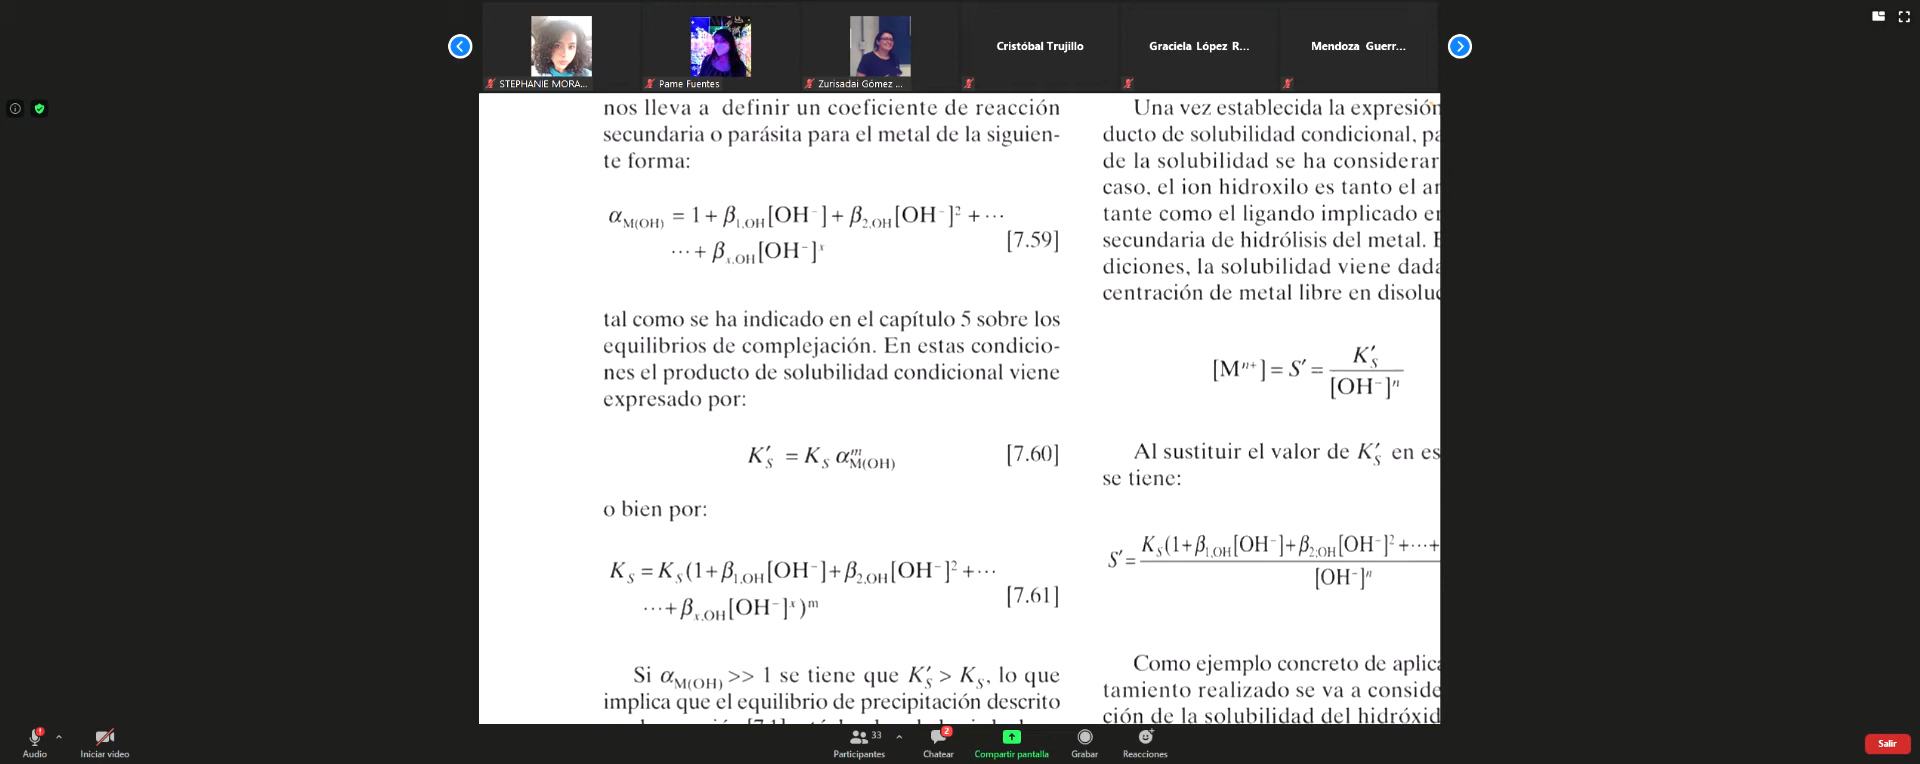 Cristóbal Trujillo
Graciela López R...
Mendoza Guerr...
STEPHANIE MORA...
Pame Fuentes
Zurisadai Gómez ...
nos lleva a definir un coeficiente de reacción
secundaria o parásita para el metal de la siguien-
te forma:
α_M(OH) = 1 + β_1,OH[OH⁻] + β_2,OH[OH⁻]² + ···
··· + β_x,OH[OH⁻]^x
[7.59]
tal como se ha indicado en el capítulo 5 sobre los
equilibrios de complejación. En estas condicio-
nes el producto de solubilidad condicional viene
expresado por:
K′_S = K_S α^m_M(OH) [7.60]
o bien por:
K_S = K_S(1+β_1,OH[OH⁻]+β_2,OH[OH⁻]² +···
···+β_x,OH[OH⁻]^x)^m
[7.61]
Si α_M(OH) >> 1 se tiene que K′_S > K_S, lo que
implica que el equilibrio de precipitación descrito
Una vez establecida la expresión
ducto de solubilidad condicional, pa
de la solubilidad se ha considerar
caso, el ion hidroxilo es tanto el
tante como el ligando implicado
secundaria de hidrólisis del metal.
diciones, la solubilidad viene dada
centración de metal libre en
[M^n+] = S′ = K′_S / [OH⁻]^n
Al sustituir el valor de K′_S en es
se tiene:
S′ = K_S(1+β_1,OH[OH⁻]+β_2;OH[OH⁻]²+···+
[OH⁻]^n
Como ejemplo concreto de
tamiento realizado se va a
ción de la solubilidad del
Audio
Iniciar video
33
Participantes
2
Chatear
Compartir pantalla
Grabar
Reacciones
Salir